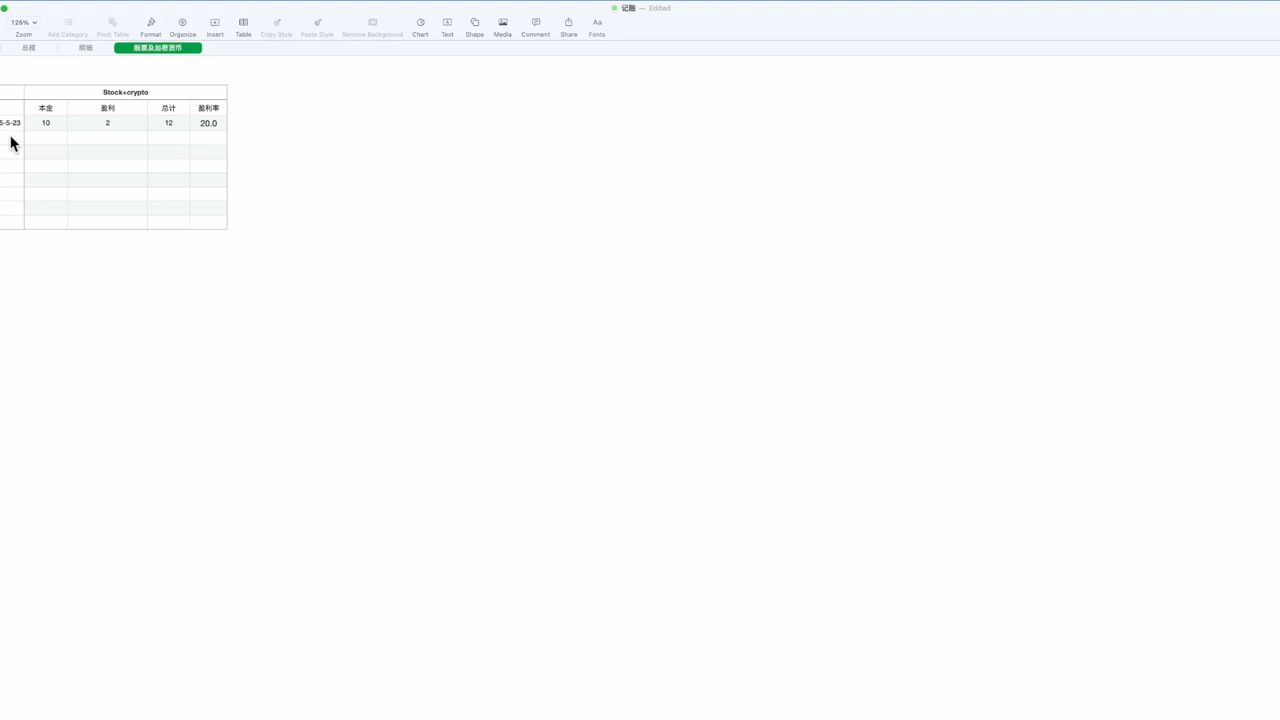 记账 — Edited
125%
Zoom
Add Category
Pivot Table
Format
Organize
Insert
Table
Copy Style
Paste Style
Remove Background
Chart
Text
Shape
Media
Comment
Share
Fonts
总揽
明细
股票及加密货币
Stock+crypto
本金 盈利 总计 盈利率
5-5-23 10 2 12 20.0